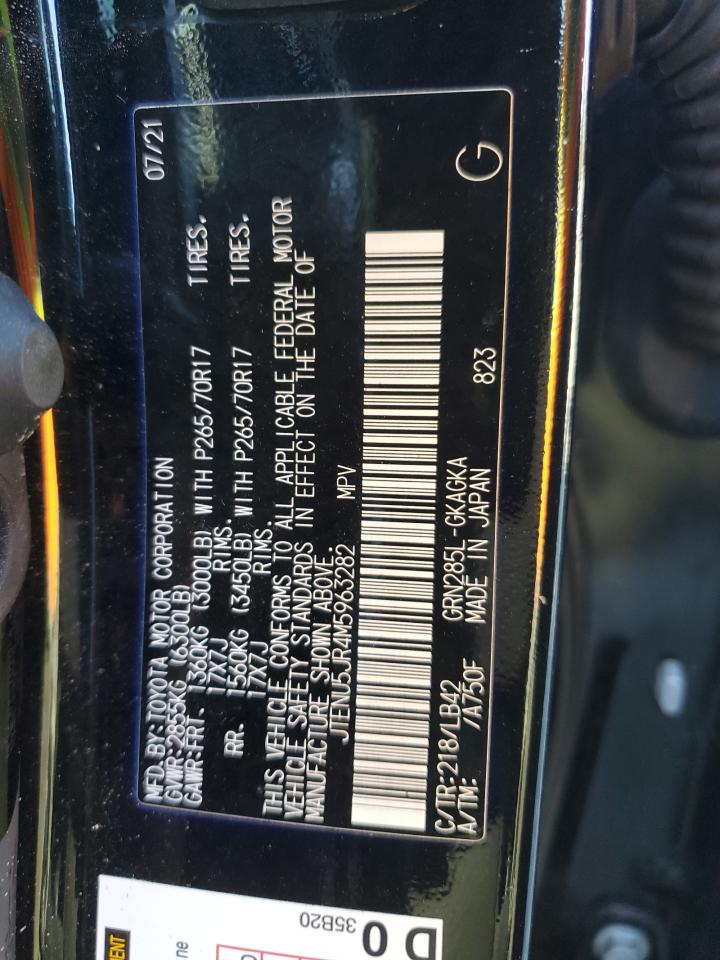 MFD.BY:TOYOTA MOTOR CORPORATION 07/21
GVWR:2855KG (6300LB)
GAWR:FRT. 1360KG (3000LB) WITH P265/70R17 TIRES.
17X7J RIMS.
RR. 1560KG (3450LB) WITH P265/70R17 TIRES.
17X7J RIMS.
THIS VEHICLE CONFORMS TO ALL APPLICABLE FEDERAL MOTOR
VEHICLE SAFETY STANDARDS IN EFFECT ON THE DATE OF
MANUFACTURE SHOWN ABOVE.
JTENU5JR4M5963282 MPV
C/TR:218/LB42 GRN285L-GKAGKA 823 G
A/TM: /A750F MADE IN JAPAN
35B20
D 0